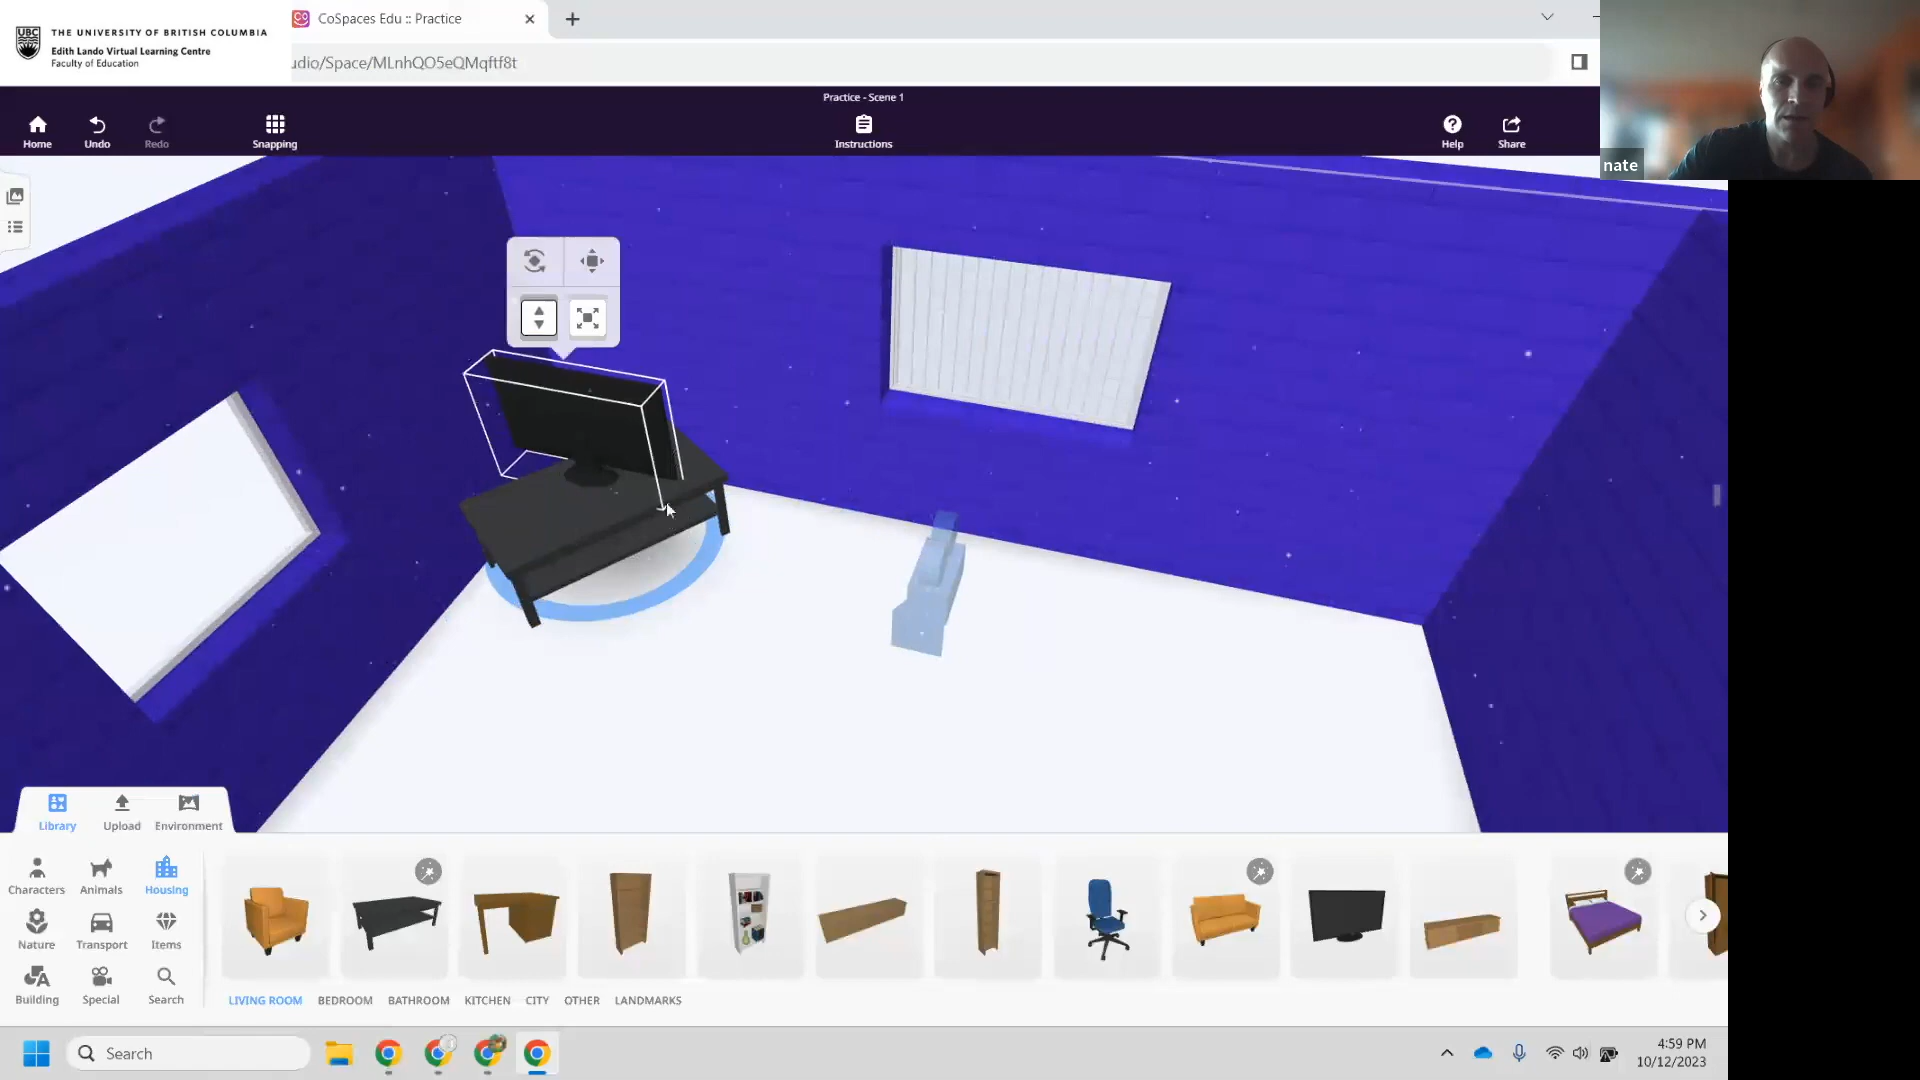 UBC
THE UNIVERSITY OF BRITISH COLUMBIA
Edith Lando Virtual Learning Centre
Faculty of Education
CoSpaces Edu :: Practice
udio/Space/MLnhQO5eQMqftf8t
Practice - Scene 1
Home
Undo
Redo
Snapping
Instructions
Help
Share
nate
Library
Upload
Environment
Characters
Animals
Housing
Nature
Transport
Items
Building
Special
Search
LIVING ROOM
BEDROOM
BATHROOM
KITCHEN
CITY
OTHER
LANDMARKS
Search
4:59 PM
10/12/2023